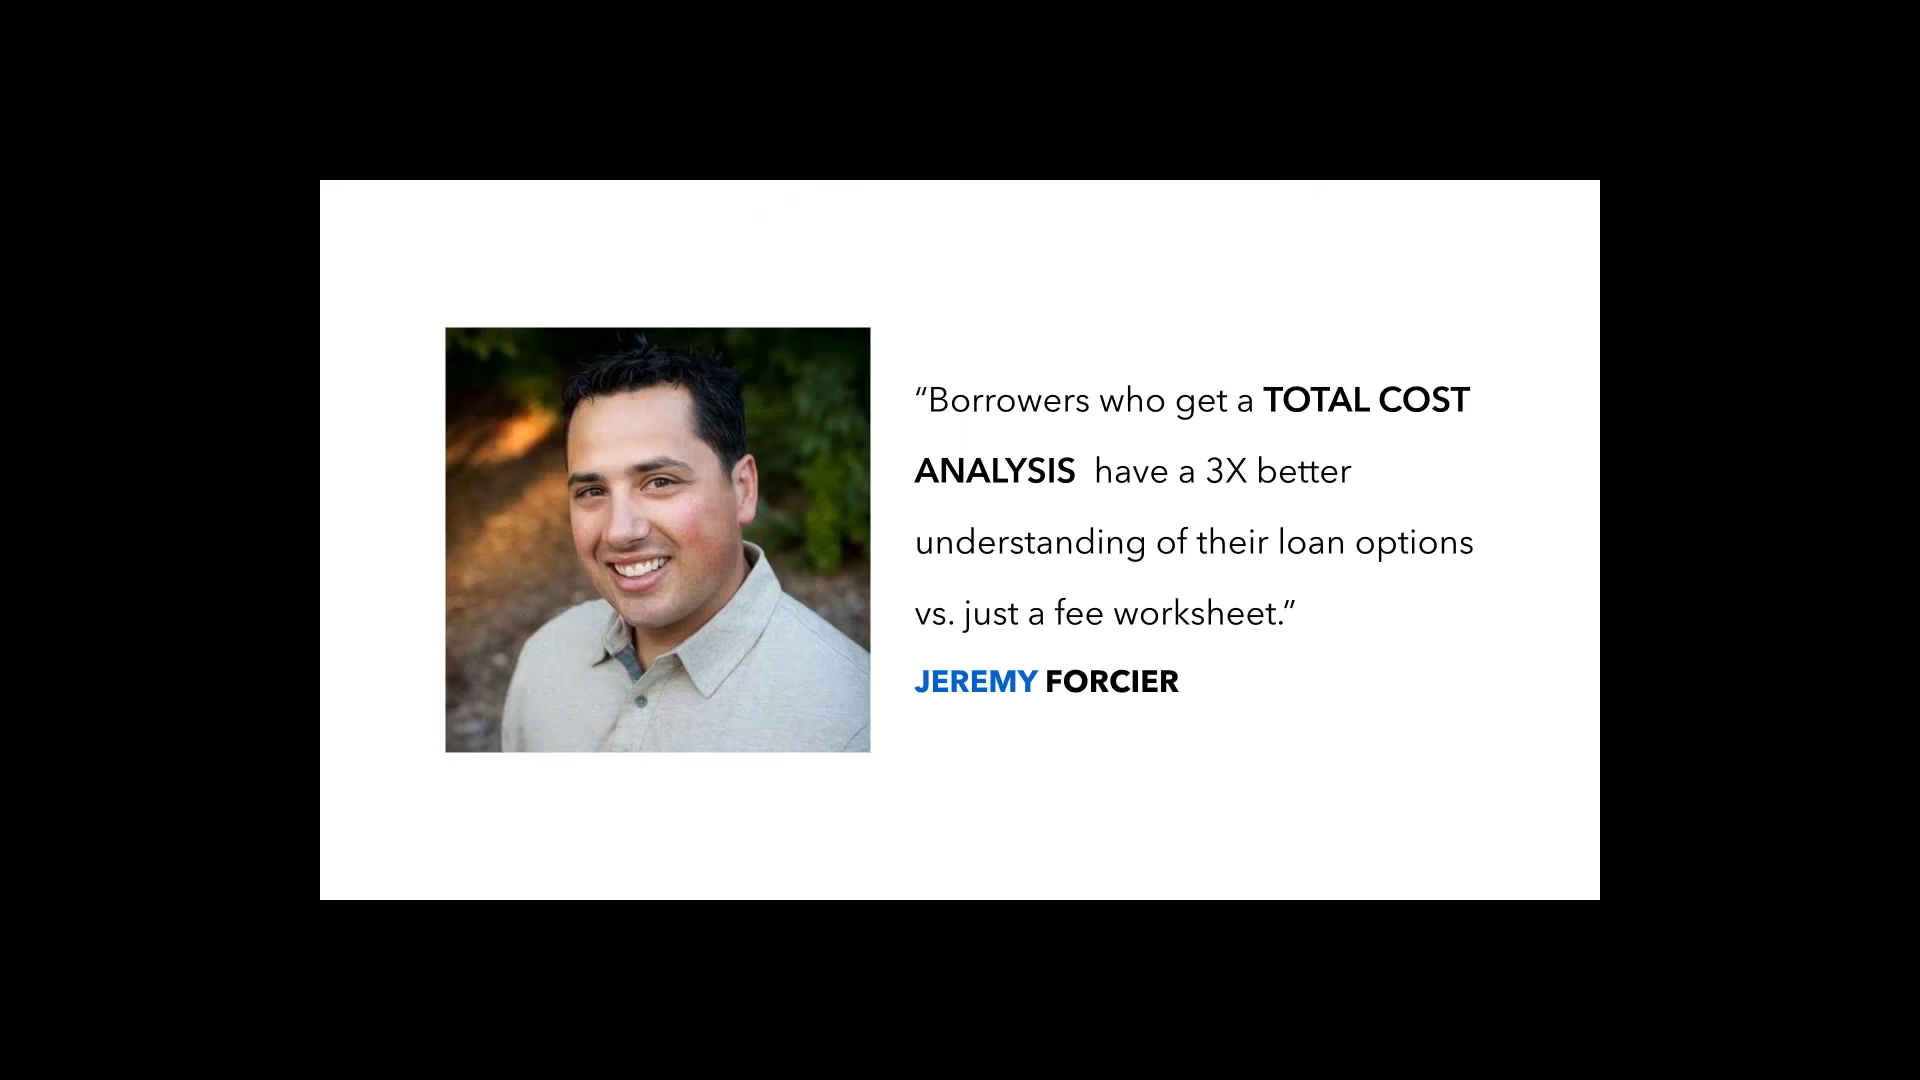 “Borrowers who get a TOTAL COST
ANALYSIS  have a 3X better
understanding of their loan options
vs. just a fee worksheet.”
JEREMY FORCIER